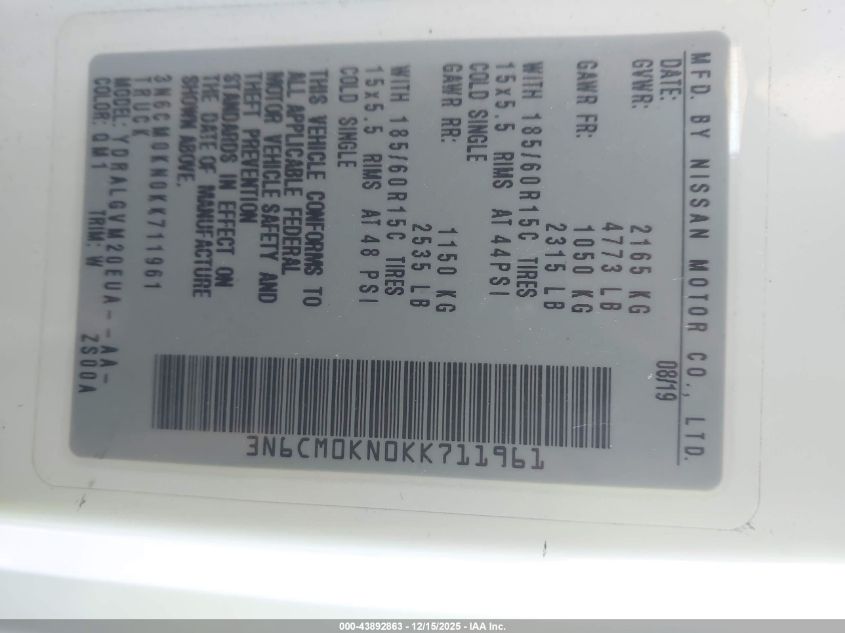 MFD. BY NISSAN MOTOR CO., LTD.
DATE: 08/19
GVWR: 2165 KG
4773 LB
GAWR FR: 1050 KG
2315 LB
WITH 185/60R15C TIRES
15x5.5 RIMS AT 44PSI
COLD SINGLE
GAWR RR: 1150 KG
2535 LB
WITH 185/60R15C TIRES
15x5.5 RIMS AT 48 PSI
COLD SINGLE
THIS VEHICLE CONFORMS TO
ALL APPLICABLE FEDERAL
MOTOR VEHICLE SAFETY AND
THEFT PREVENTION
STANDARDS IN EFFECT ON
THE DATE OF MANUFACTURE
SHOWN ABOVE.
3N6CM0KN0KK711961
TRUCK
MODEL: YDRALGVM20EUA--AA-
COLOR: QM1 TRIM: W ZS00A
3N6CM0KN0KK711961
000-43892863 - 12/15/2025 - IAA Inc.